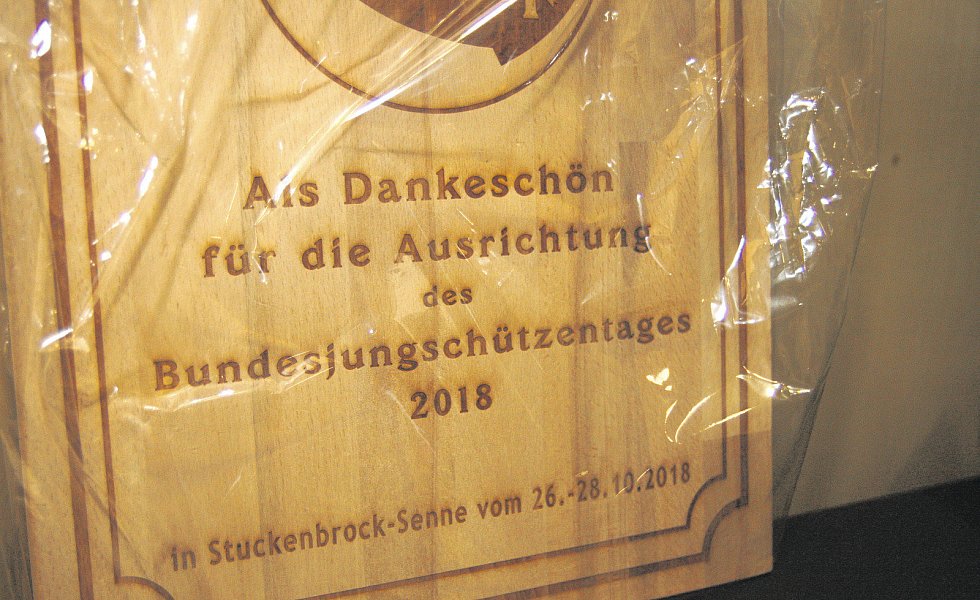 Als Dankeschön
für die Ausrichtung
des
Bundesjungschützentages
2018
in Stuckenbrock-Senne vom 26.-28.10.2018